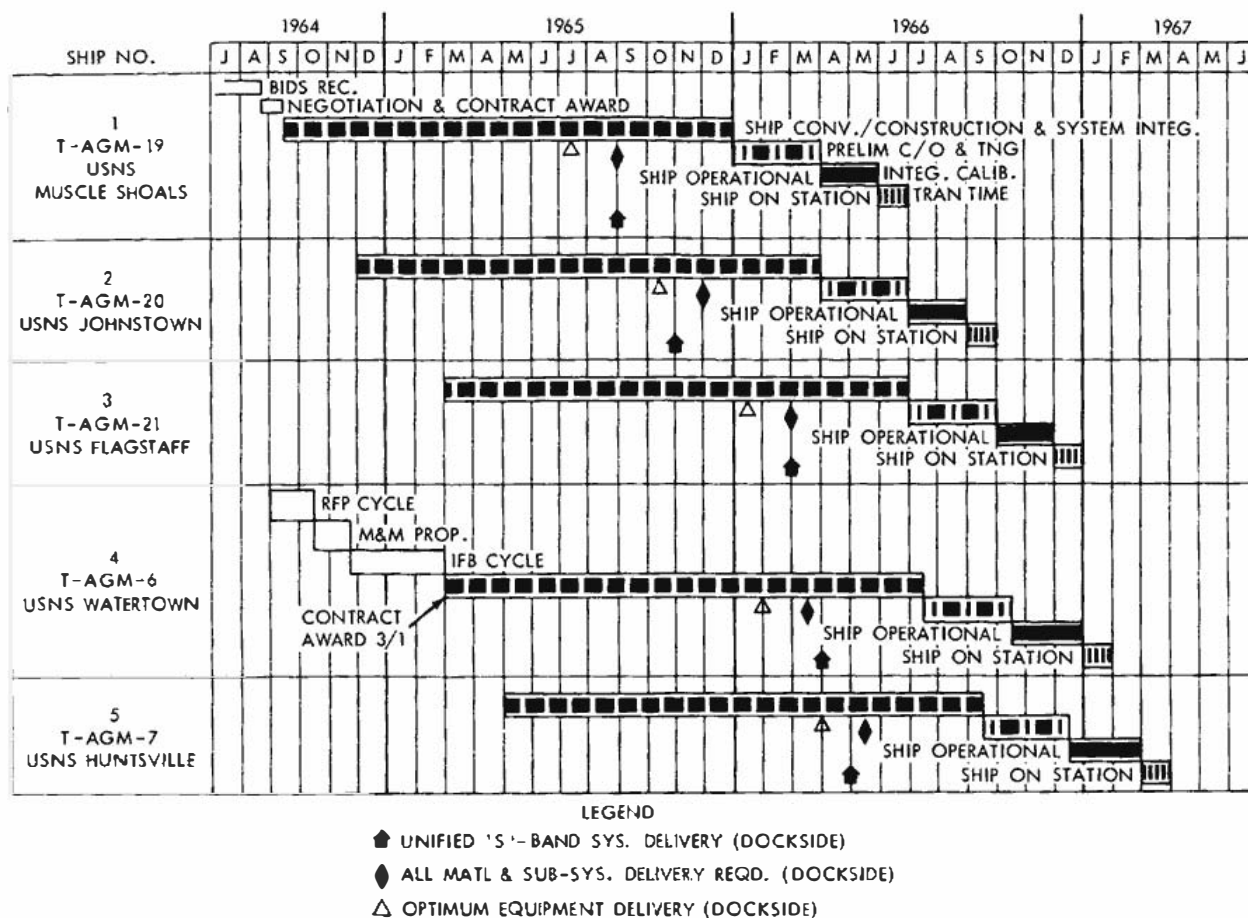 1964 1965 1966 1967
SHIP NO. J A S O N D J F M A M J J A S O N D J F M A M J J A S O N D J F M A M J
BIDS REC.
NEGOTIATION & CONTRACT AWARD
1
T-AGM-19
USNS
MUSCLE SHOALS
SHIP CONV./CONSTRUCTION & SYSTEM INTEG.
PRELIM C/O & TNG
SHIP OPERATIONAL INTEG. CALIB.
SHIP ON STATION TRAN TIME
2
T-AGM-20
USNS JOHNSTOWN
SHIP OPERATIONAL
SHIP ON STATION
3
T-AGM-21
USNS FLAGSTAFF
SHIP OPERATIONAL
SHIP ON STATION
RFP CYCLE
M&M PROP.
IFB CYCLE
4
T-AGM-6
USNS WATERTOWN
CONTRACT
AWARD 3/1
SHIP OPERATIONAL
SHIP ON STATION
5
T-AGM-7
USNS HUNTSVILLE
SHIP OPERATIONAL
SHIP ON STATION
LEGEND
UNIFIED 'S'-BAND SYS. DELIVERY (DOCKSIDE)
ALL MATL & SUB-SYS. DELIVERY REQD. (DOCKSIDE)
OPTIMUM EQUIPMENT DELIVERY (DOCKSIDE)